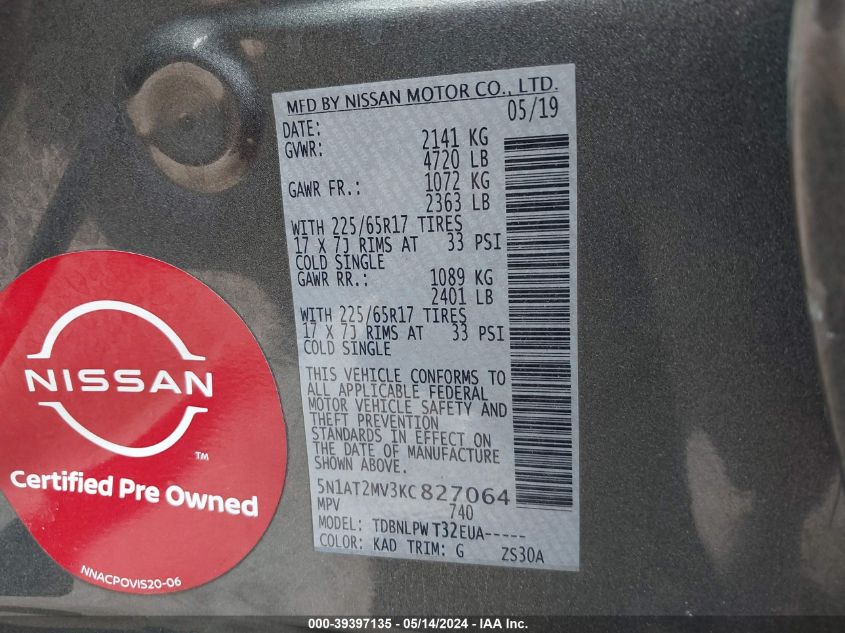 MFD BY NISSAN MOTOR CO., LTD.
DATE: 05/19
GVWR: 2141 KG
4720 LB
GAWR FR.: 1072 KG
2363 LB
WITH 225/65R17 TIRES
17 X 7J RIMS AT 33 PSI
COLD SINGLE
GAWR RR.: 1089 KG
2401 LB
WITH 225/65R17 TIRES
17 X 7J RIMS AT 33 PSI
COLD SINGLE
THIS VEHICLE CONFORMS TO
ALL APPLICABLE FEDERAL
MOTOR VEHICLE SAFETY AND
THEFT PREVENTION
STANDARDS IN EFFECT ON
THE DATE OF MANUFACTURE
SHOWN ABOVE.
5N1AT2MV3KC827064
MPV 740
MODEL: TDBNLPW T32EUA-----
COLOR: KAD TRIM: G ZS30A
NISSAN
TM
Certified Pre Owned
NNACPOVIS20-06
000-39397135 - 05/14/2024 - IAA Inc.